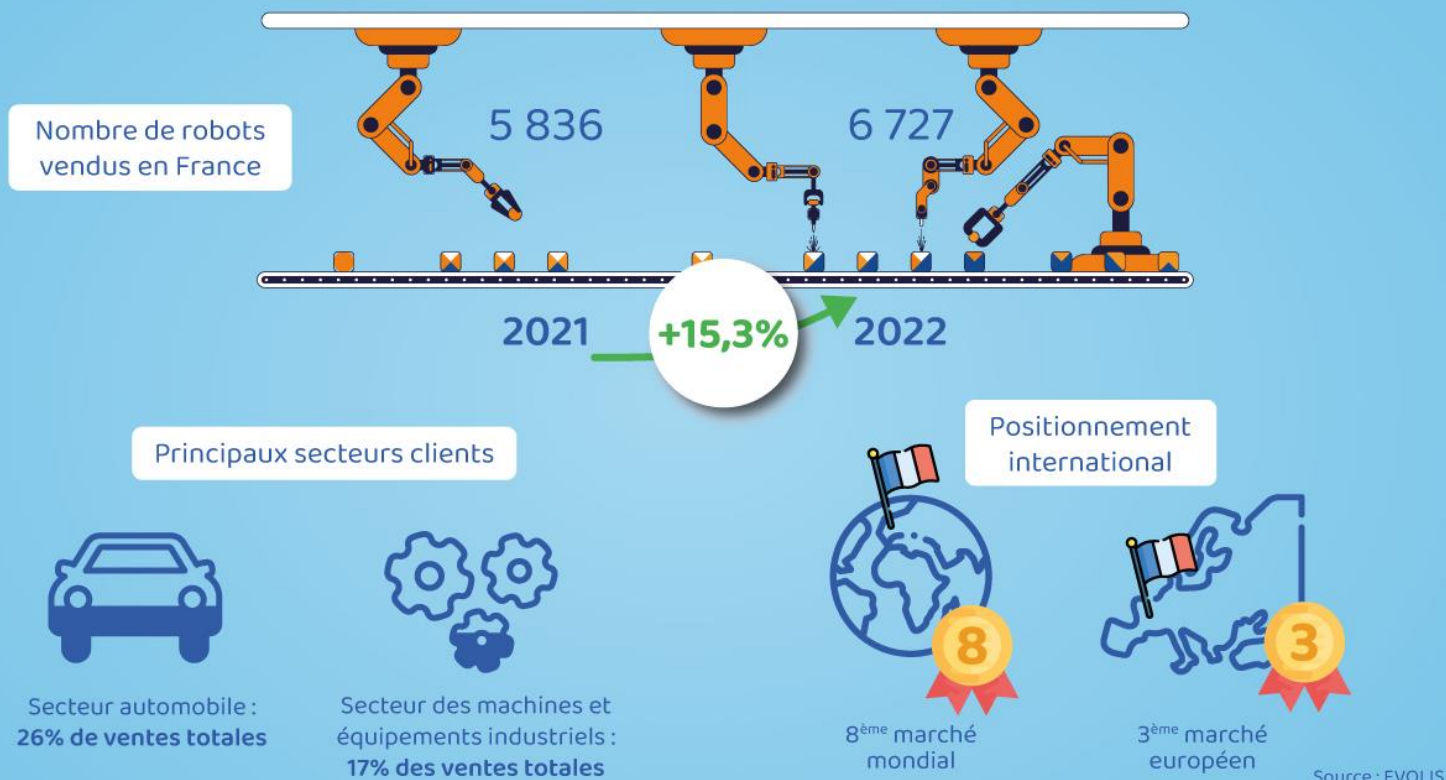 Nombre de robots
vendus en France
5 836
6 727
2021
+15,3%
2022
Principaux secteurs clients
Positionnement
international
Secteur automobile :
26% de ventes totales
Secteur des machines et
équipements industriels :
17% des ventes totales
8
8ème marché
mondial
3
3ème marché
européen
Source : EVOLIS